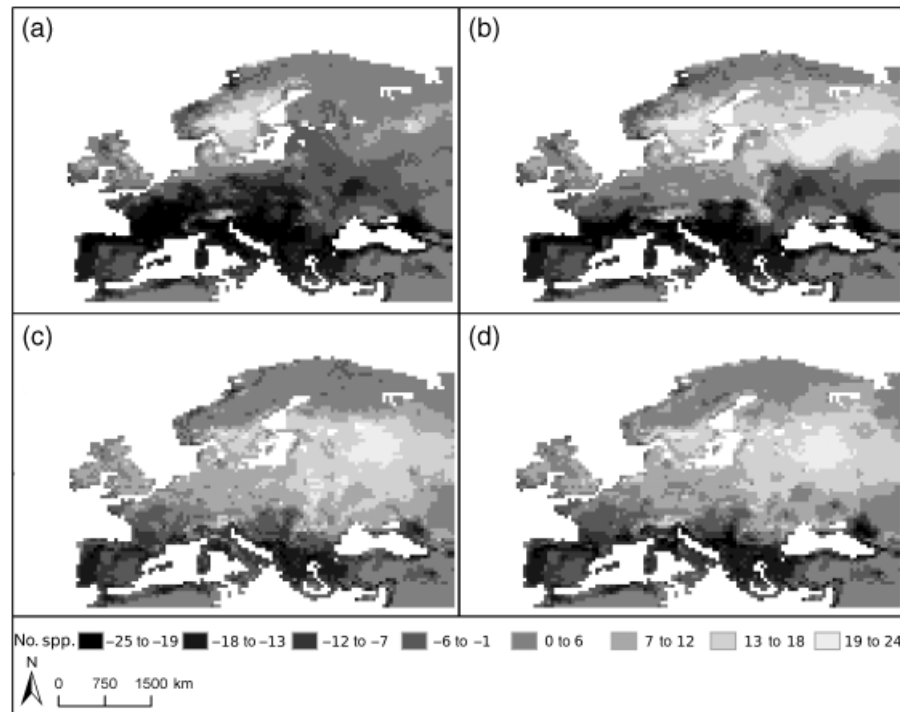 (a)
(b)
(c)
(d)
No. spp. −25 to −19 −18 to −13 −12 to −7 −6 to −1 0 to 6 7 to 12 13 to 18 19 to 24
N
0 750 1500 km